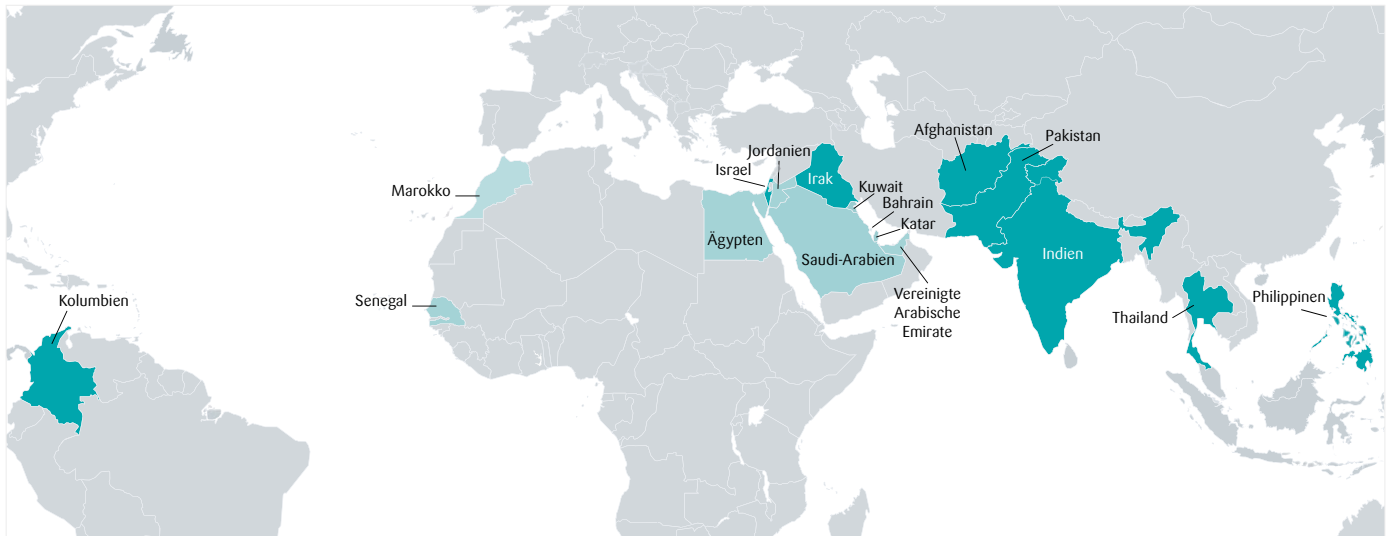 Afghanistan
Pakistan
Jordanien
Israel
Irak
Marokko
Kuwait
Bahrain
Katar
Ägypten
Indien
Saudi-Arabien
Kolumbien
Senegal
Vereinigte
Arabische
Emirate
Philippinen
Thailand